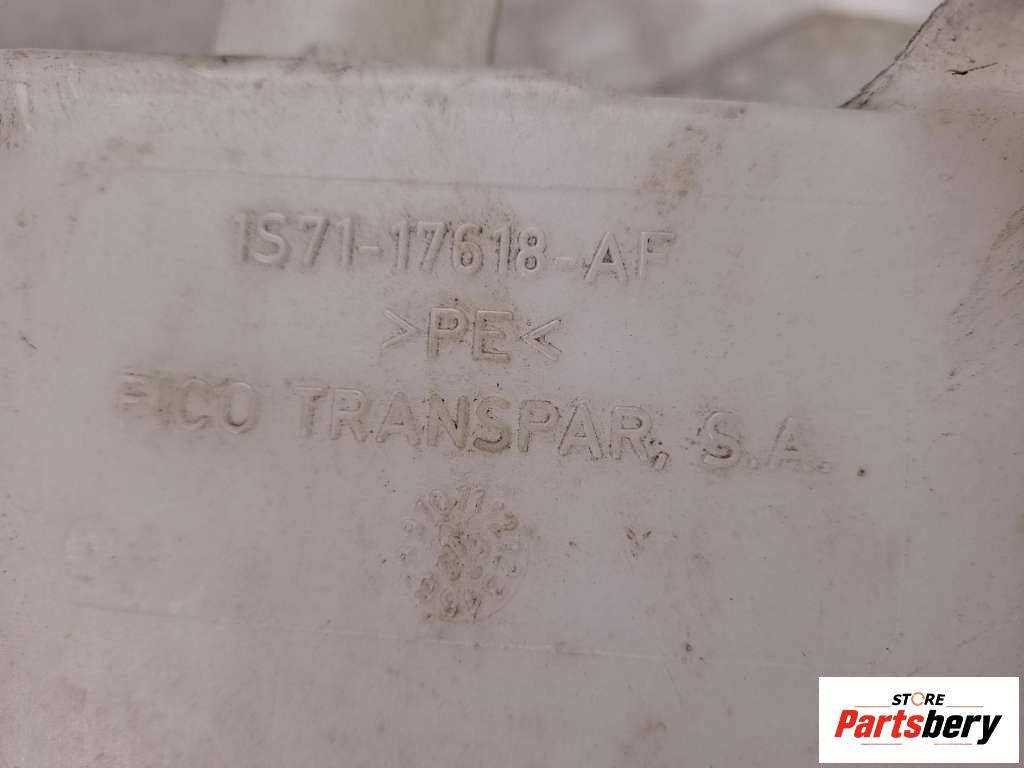 1S71-17618-AF
>PE<
FICO TRANSPAR, S.A.
STORE
Partsbery